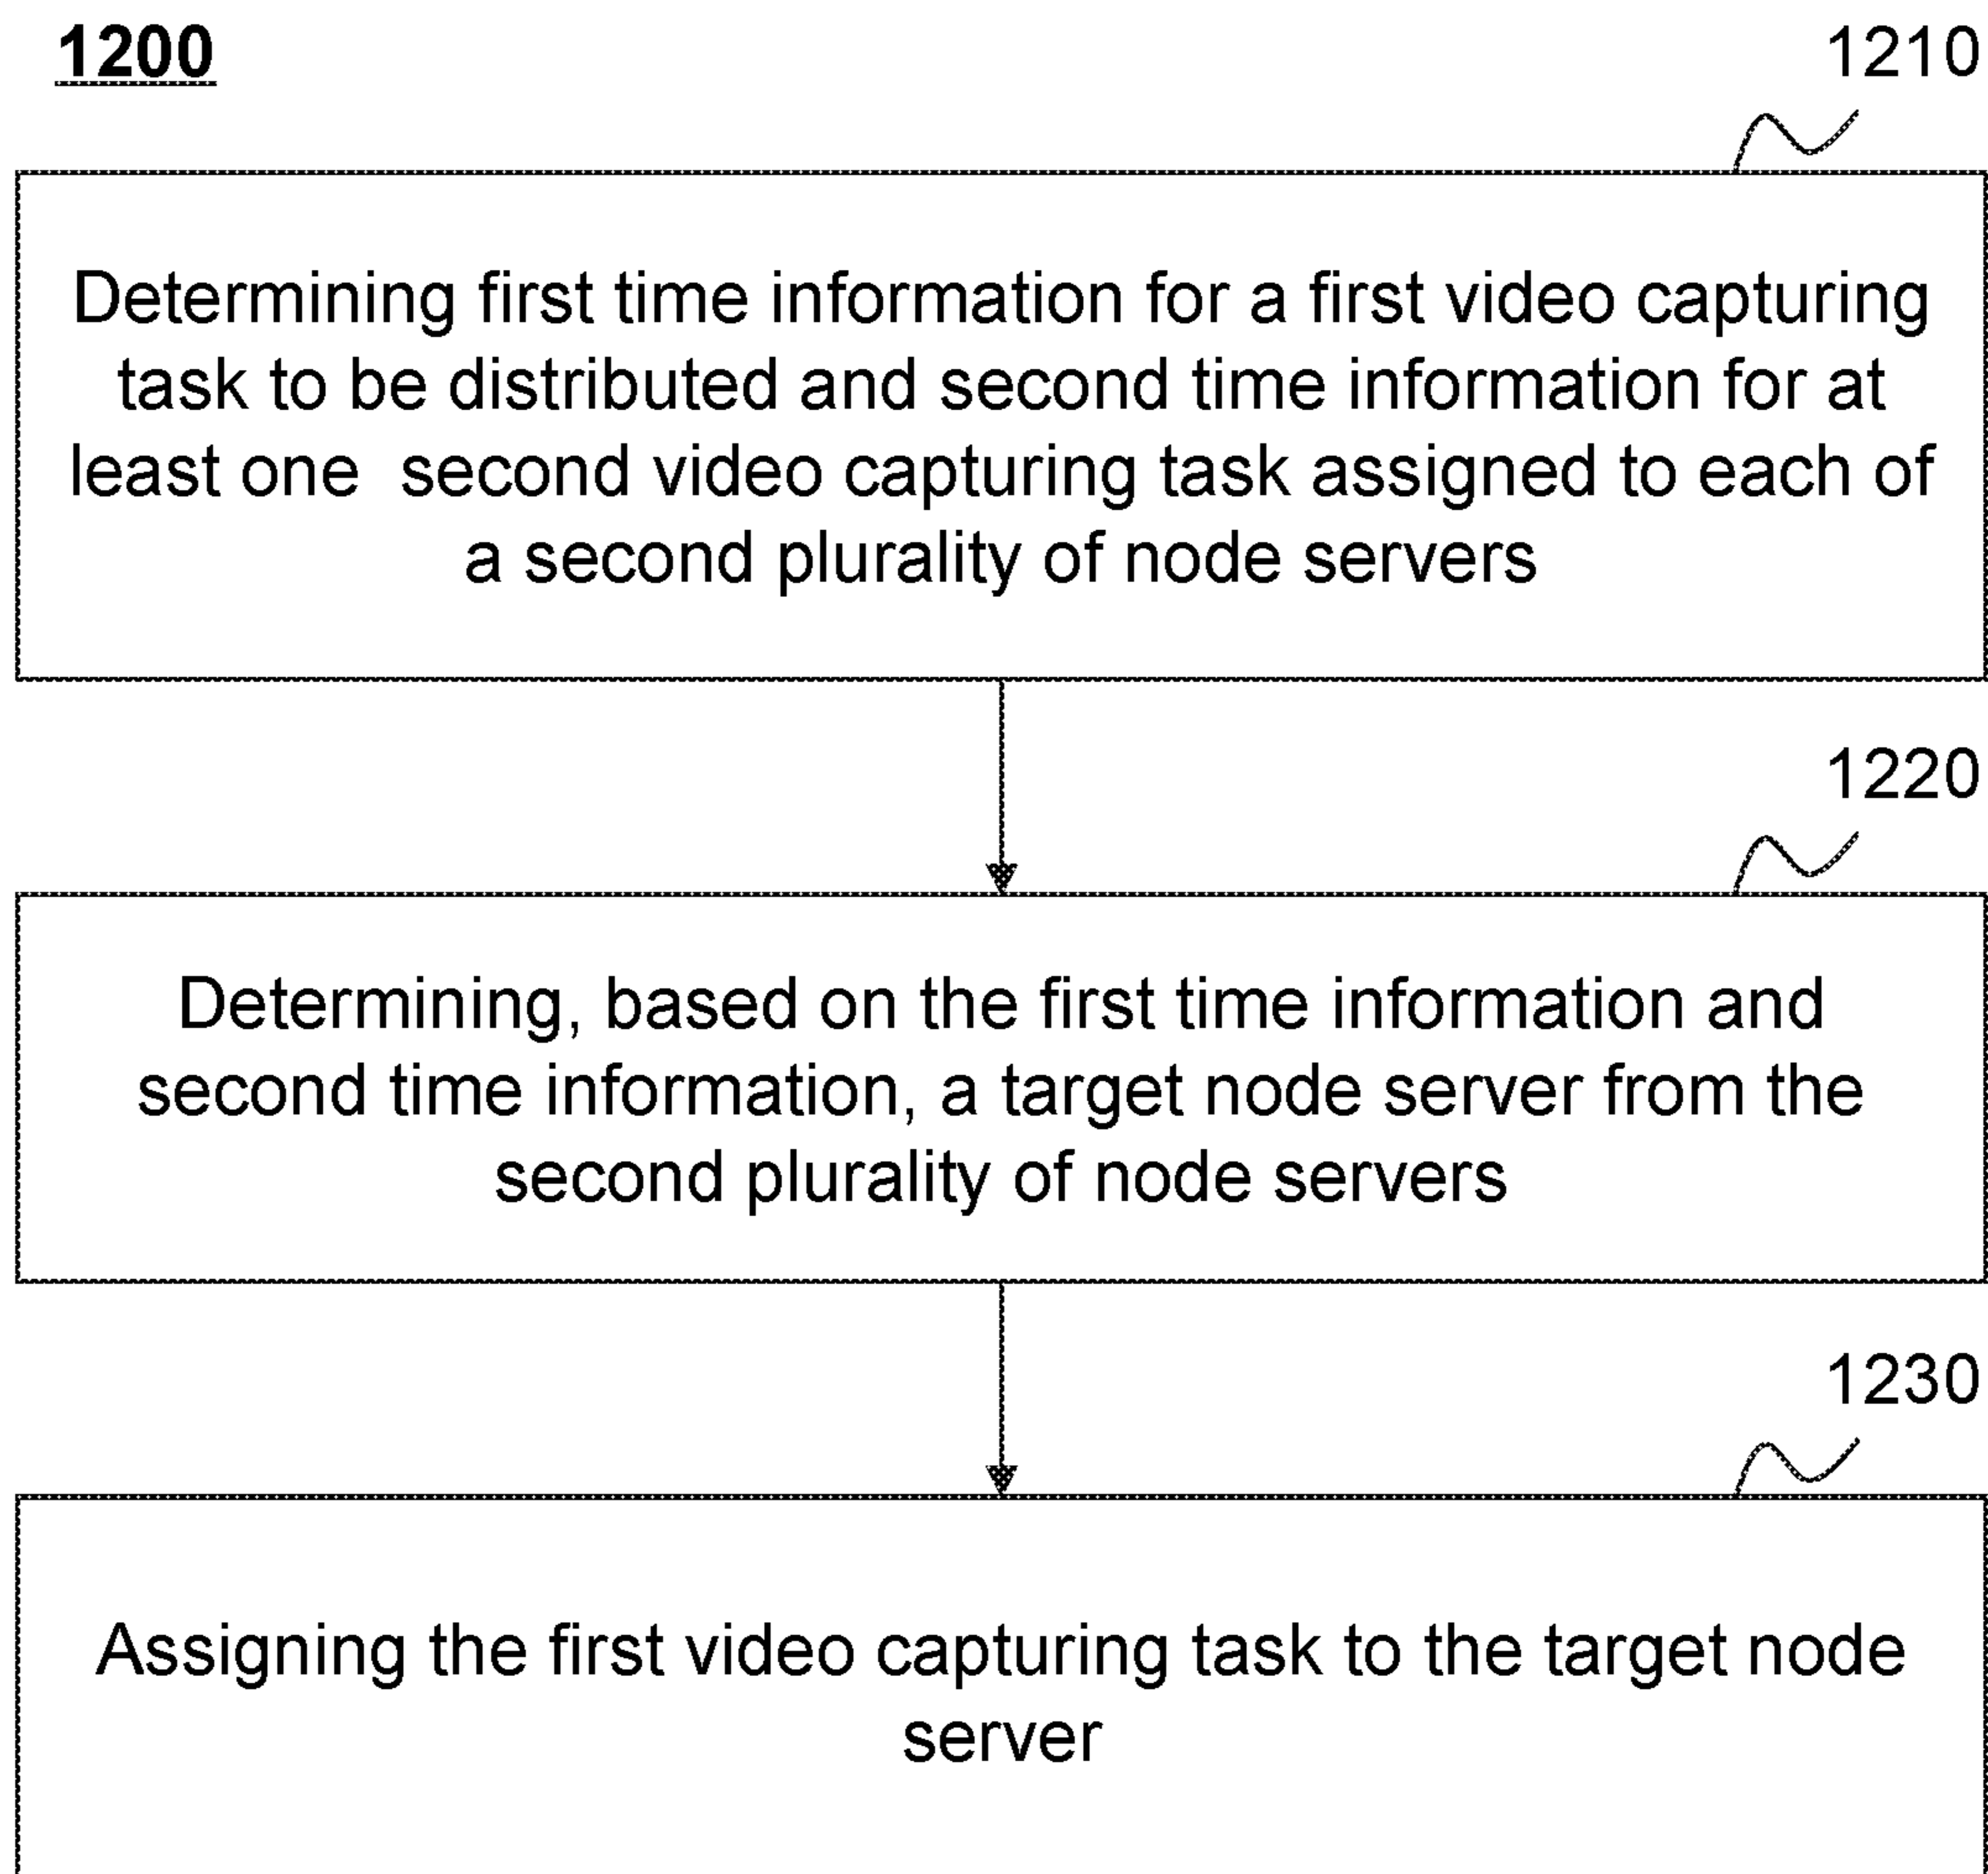 1200
1210
Determining first time information for a first video capturing
task to be distributed and second time information for at
least one  second video capturing task assigned to each of
a second plurality of node servers
1220
Determining, based on the first time information and
second time information, a target node server from the
second plurality of node servers
1230
Assigning the first video capturing task to the target node
server